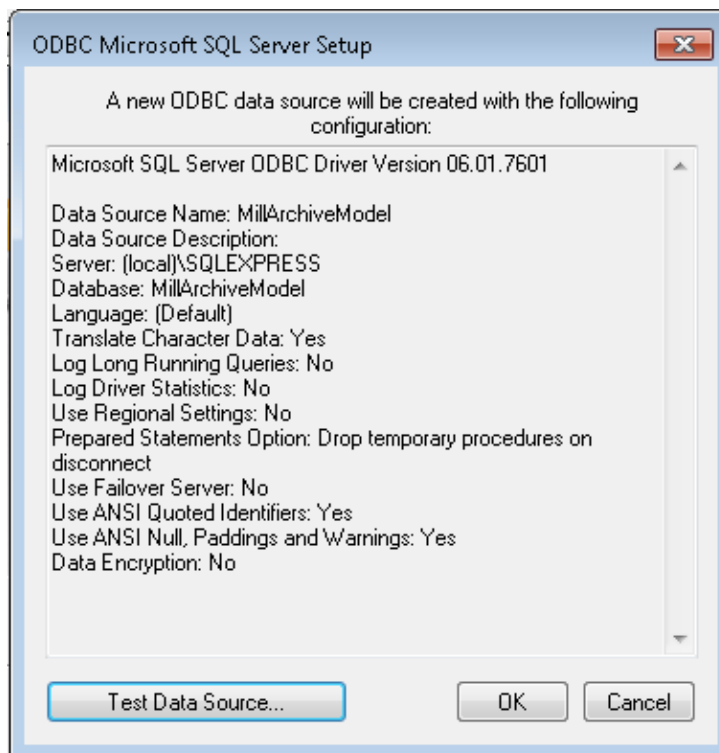 ODBC Microsoft SQL Server Setup
A new ODBC data source will be created with the following
configuration:
Microsoft SQL Server ODBC Driver Version 06.01.7601
Data Source Name: MillArchiveModel
Data Source Description:
Server: (local)\SQLEXPRESS
Database: MillArchiveModel
Language: (Default)
Translate Character Data: Yes
Log Long Running Queries: No
Log Driver Statistics: No
Use Regional Settings: No
Prepared Statements Option: Drop temporary procedures on
disconnect
Use Failover Server: No
Use ANSI Quoted Identifiers: Yes
Use ANSI Null, Paddings and Warnings: Yes
Data Encryption: No
Test Data Source... OK Cancel